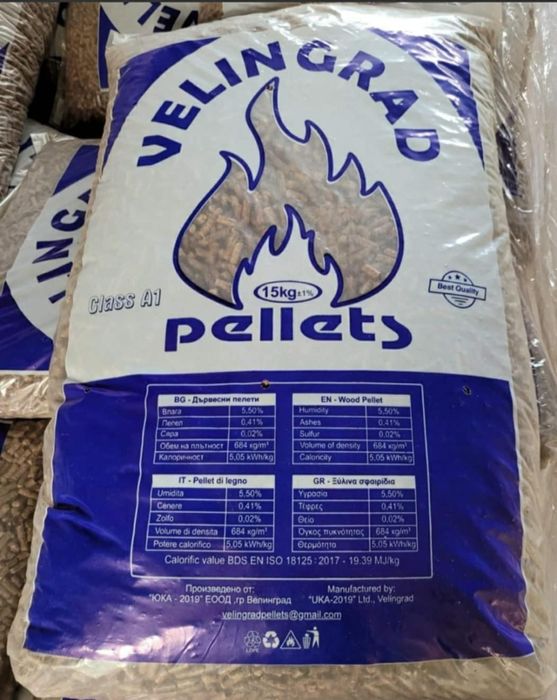 VELINGRAD
15kg±1%
Class A1
Best Quality
pellets
BG - Дървесни пелети
Влага 5,50%
Пепел 0,41%
Сяра 0,02%
Обем на плътност 684 кg/m³
Калоричност 5,05 kWh/kg
EN - Wood Pellet
Humidity 5,50%
Ashes 0,41%
Sulfur 0,02%
Volume of density 684 кg/m³
Caloricity 5,05 kWh/kg
IT - Pellet di legno
Umidita 5,50%
Cenere 0,41%
Zolfo 0,02%
Volume di densita 684 кg/m³
Potere calorifico 5,05 kWh/kg
GR - Ξύλινα σφαιρίδια
Υγρασία 5,50%
Τέφρες 0,41%
Θείο 0,02%
Όγκος πυκνότητας 684 кg/m³
Θερμότητα 5,05 kWh/kg
Calorific value BDS EN ISO 18125 : 2017 - 19.39 MJ/kg
Произведено от:
"ЮКА - 2019" ЕООД ,гр Велинград
Manufactured by:
"UKA-2019" Ltd., Velingrad
velingradpellets@gmail.com
LDPE